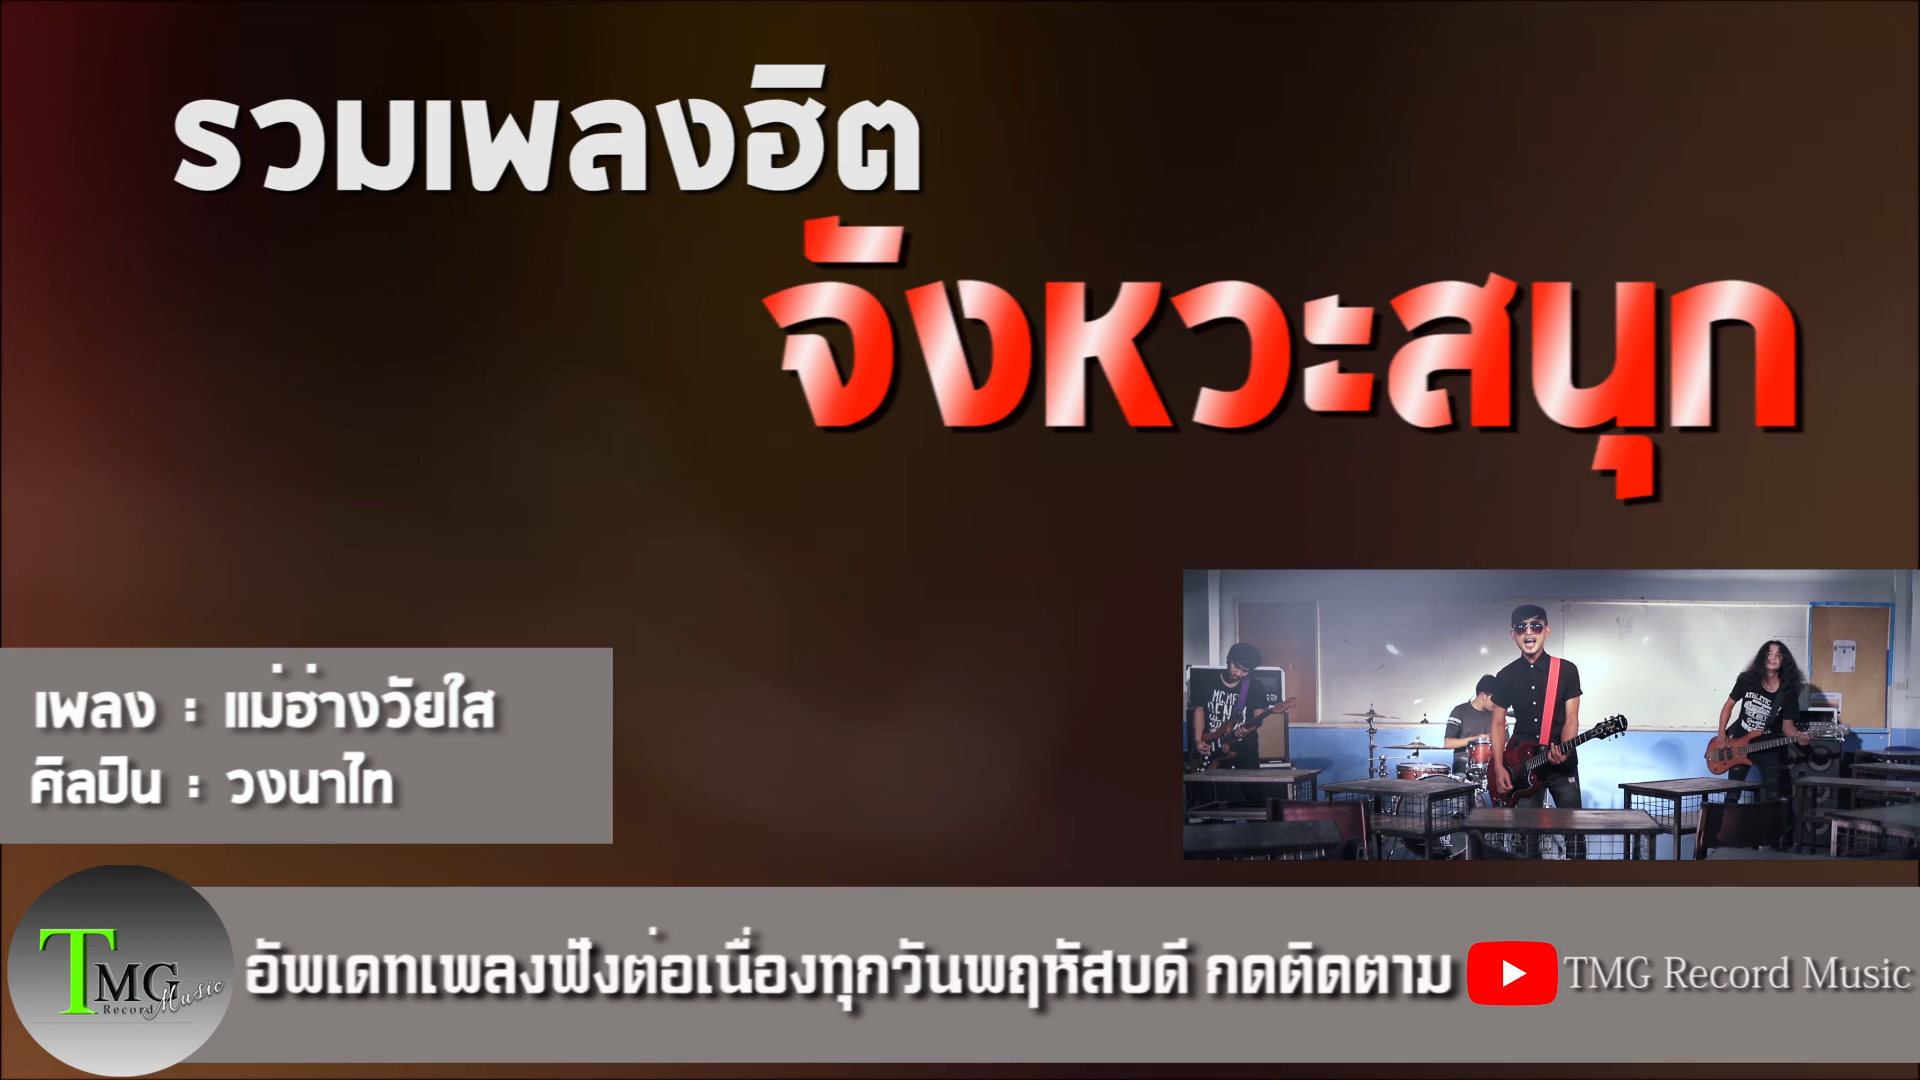 รวมเพลงฮิต
จังหวะสนุก
เพลง : แม่ฮ่างวัยใส
ศิลปิน : วงนาไท
TMG Record Music
อัพเดทเพลงฟังต่อเนื่องทุกวันพฤหัสบดี กดติดตาม TMG Record Music